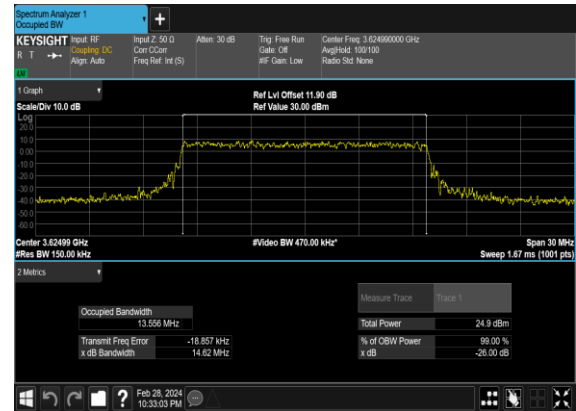 Spectrum Analyzer 1
Occupied BW
KEYSIGHT Input: RF Input Z: 50 Ω Atten: 30 dB Trig: Free Run Center Freq: 3.624990000 GHz
R T Coupling: DC Corr CCorr Gate: Off Avg|Hold: 100/100
Align: Auto Freq Ref: Int (S) #IF Gain: Low Radio Std: None
1 Graph Ref Lvl Offset 11.90 dB
Scale/Div 10.0 dB Ref Value 30.00 dBm
Log
20.0
10.0
0.00
-10.0
-20.0
-30.0
-40.0
-50.0
-60.0
Center 3.62499 GHz #Video BW 470.00 kHz* Span 30 MHz
#Res BW 150.00 kHz Sweep 1.67 ms (1001 pts)
2 Metrics
Measure Trace Trace 1
Occupied Bandwidth
13.556 MHz Total Power 24.9 dBm
Transmit Freq Error -18.857 kHz % of OBW Power 99.00 %
x dB Bandwidth 14.62 MHz x dB -26.00 dB
Feb 28, 2024
10:33:03 PM